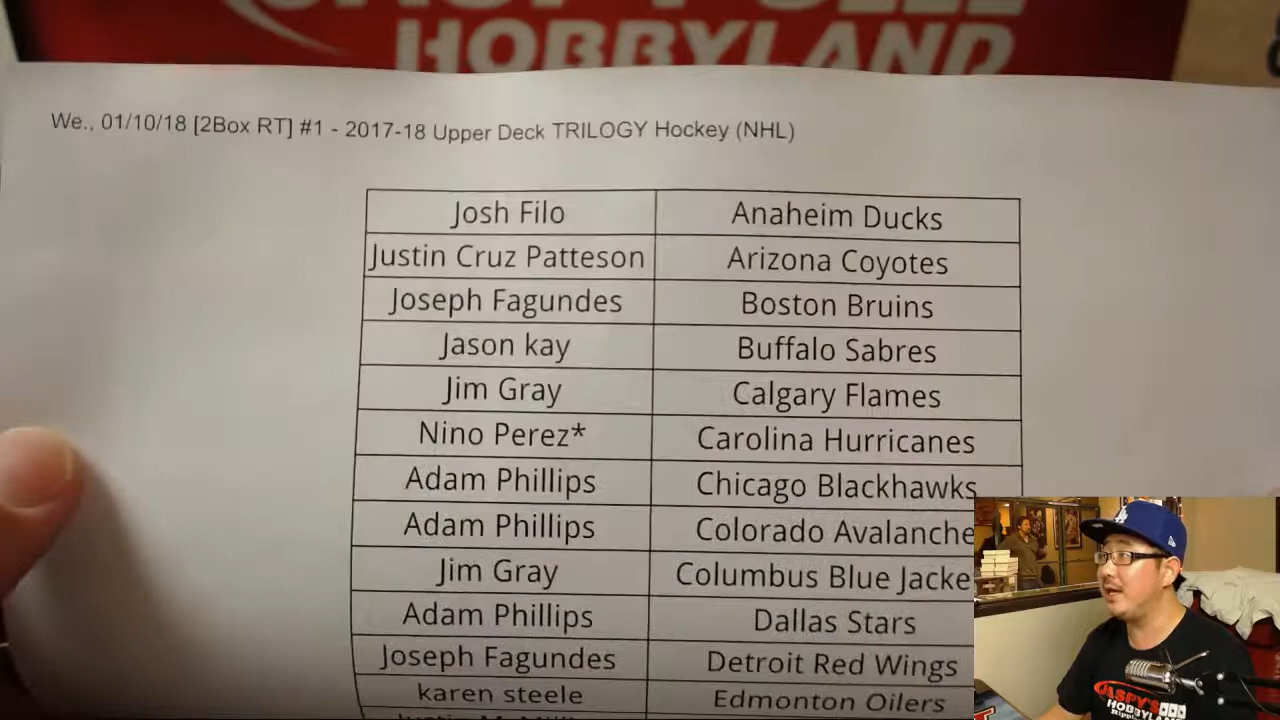 HOBBYLAND
We., 01/10/18 [2Box RT] #1 - 2017-18 Upper Deck TRILOGY Hockey (NHL)
Josh Filo Anaheim Ducks
Justin Cruz Patteson Arizona Coyotes
Joseph Fagundes Boston Bruins
Jason kay Buffalo Sabres
Jim Gray Calgary Flames
Nino Perez* Carolina Hurricanes
Adam Phillips Chicago Blackhawks
Adam Phillips Colorado Avalanche
Jim Gray Columbus Blue Jacke
Adam Phillips Dallas Stars
Joseph Fagundes Detroit Red Wings
karen steele Edmonton Oilers
LA
JASPY'S
HOBBYLAND